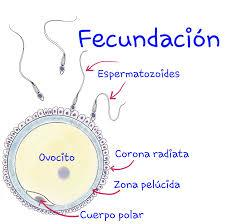 Fecundación
Espermatozoides
Ovocito
Corona radiata
Zona pelúcida
Cuerpo polar